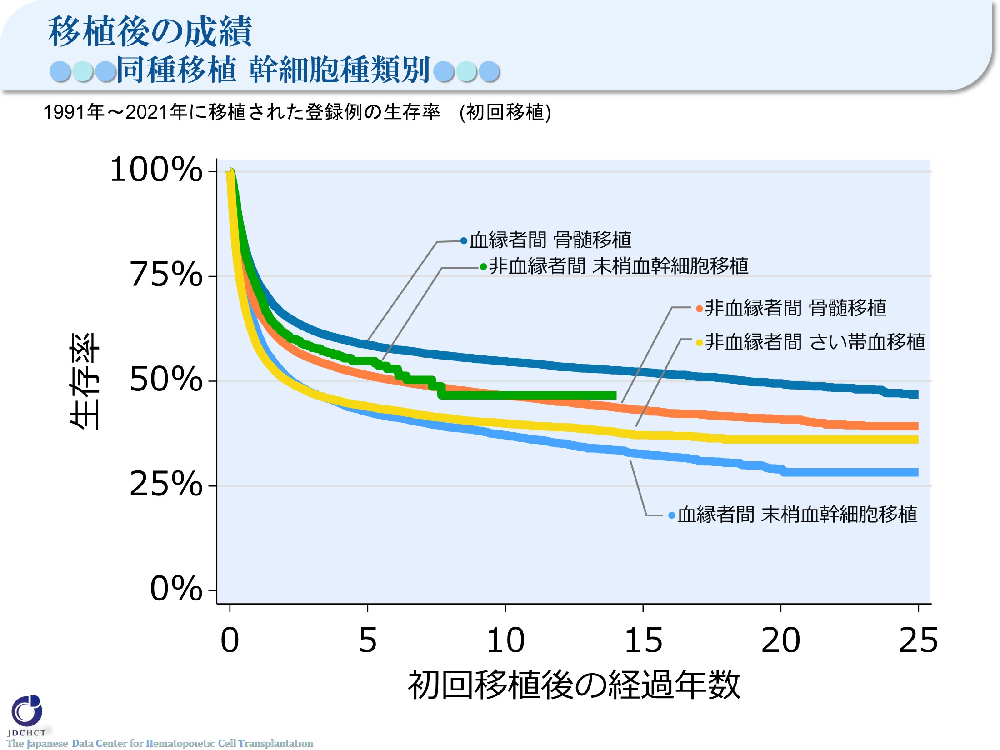 移植後の成績
同種移植 幹細胞種類別
1991年～2021年に移植された登録例の生存率 (初回移植)
100%
75%
50%
25%
0%
生存率
血縁者間 骨髄移植
非血縁者間 末梢血幹細胞移植
非血縁者間 骨髄移植
非血縁者間 さい帯血移植
血縁者間 末梢血幹細胞移植
0 5 10 15 20 25
初回移植後の経過年数
JDCHCT
The Japanese Data Center for Hematopoietic Cell Transplantation